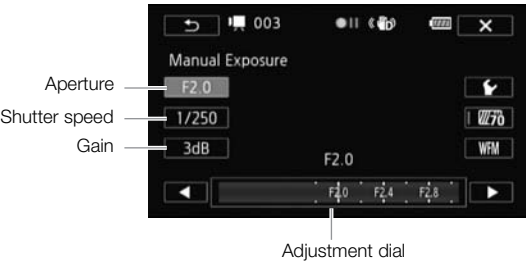 003
Manual Exposure
Aperture
F2.0
Shutter speed
1/250
70
Gain
3dB
WFM
F2.0
F2.0 F2.4 F2.8
Adjustment dial